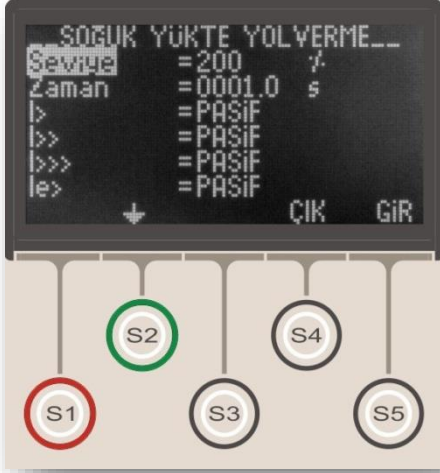 SOĞUK YÜKTE YOLVERME__
Seviye =200 %
Zaman =0001.0 s
I> =PASİF
I>> =PASİF
I>>> =PASİF
Ie> =PASİF
ÇIK GİR
S2 S4
S1 S3 S5